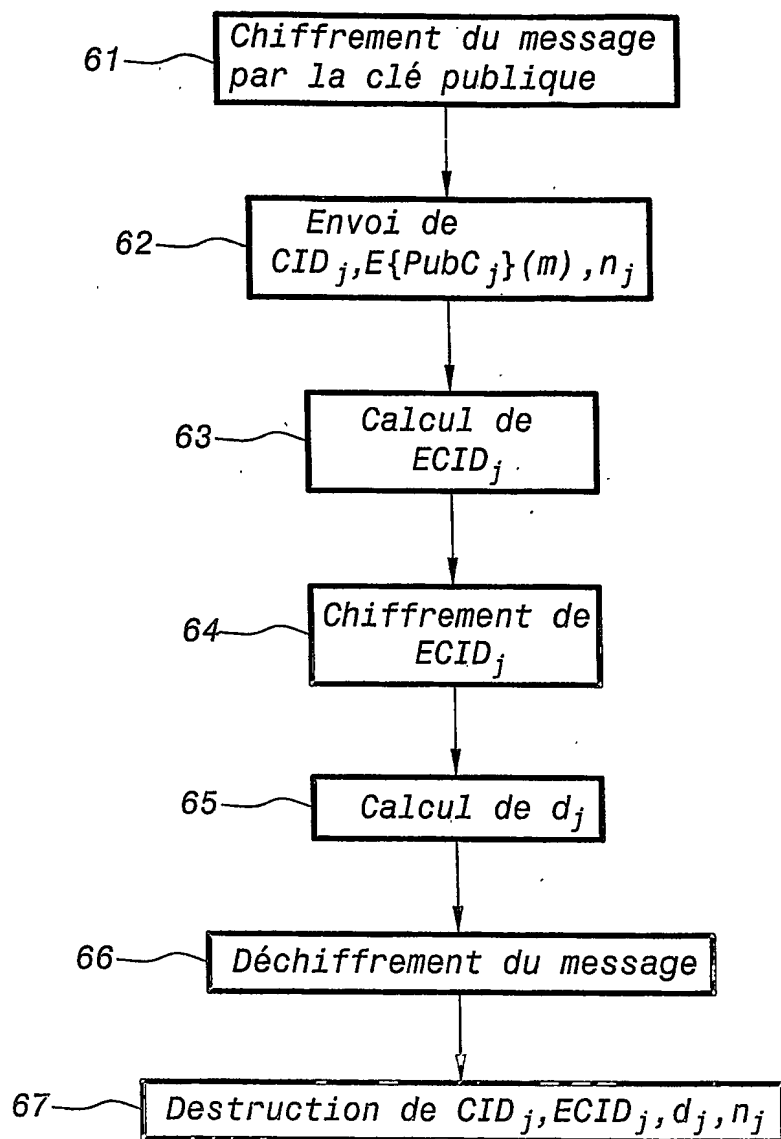 61
Chiffrement du message
par la clé publique
62
Envoi de
CID_j, E{PubC_j}(m), n_j
63
Calcul de
ECID_j
64
Chiffrement de
ECID_j
65
Calcul de d_j
66
Déchiffrement du message
67
Destruction de CID_j, ECID_j, d_j, n_j